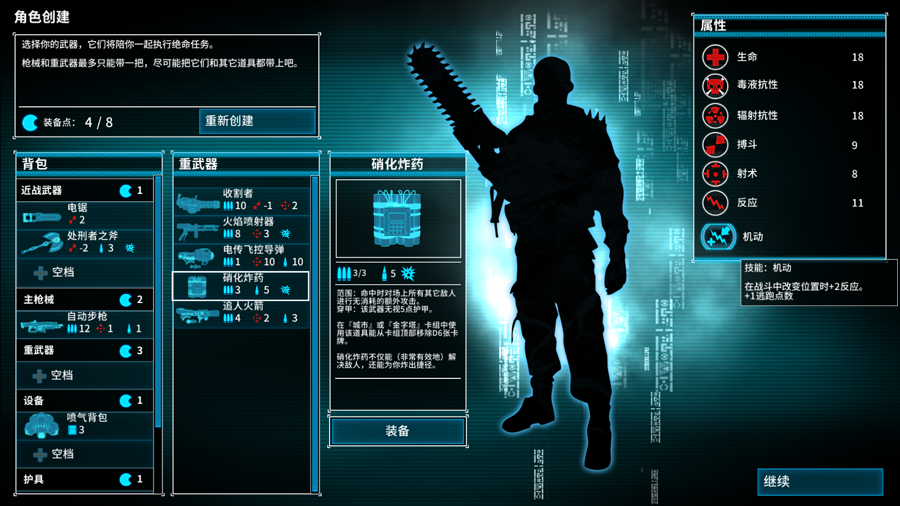 角色创建
选择你的武器，它们将陪你一起执行绝命任务。
枪械和重武器最多只能带一把，尽可能把它们和其它道具都带上吧。
装备点： 4 / 8
重新创建
背包
近战武器 1
电锯
2
处刑者之斧
-2 3
空档
主枪械 2
自动步枪
12 1 1
重武器 3
空档
设备 1
喷气背包
3
空档
护具 1
重武器
收割者
10 -1 2
火焰喷射器
8 3
电传飞控导弹
1 10 10
硝化炸药
3 5
追人火箭
4 2 3
硝化炸药
3/3 5
范围：命中时对场上所有其它敌人
进行无消耗的额外攻击。
穿甲：该武器无视5点护甲。
在『城市』或『金字塔』卡组中使
用该道具能从卡组顶部移除D6张卡
牌。
硝化炸药不仅能（非常有效地）解
决敌人，还能为你炸出捷径。
装备
属性
生命 18
毒液抗性 18
辐射抗性 18
搏斗 9
射术 8
反应 11
机动
技能：机动
在战斗中改变位置时+2反应。
+1逃跑点数
继续